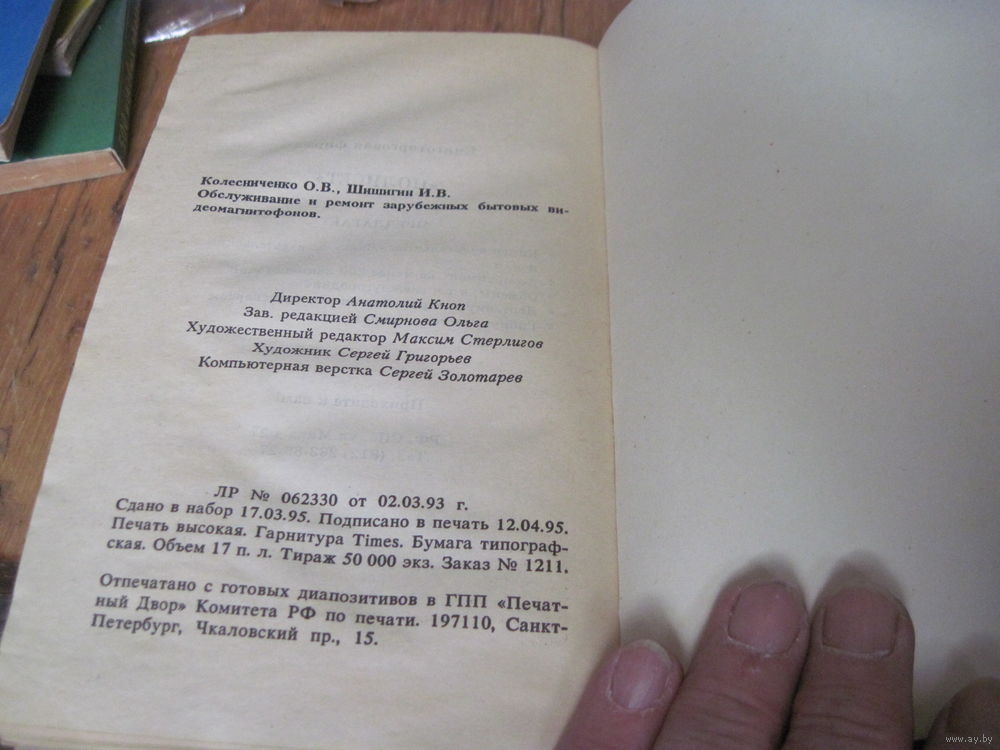 Колесниченко О.В., Шишигин И.В.
Обслуживание и ремонт зарубежных бытовых ви-
деомагнитофонов.
Директор Анатолий Кноп
Зав. редакцией Смирнова Ольга
Художественный редактор Максим Стерлигов
Художник Сергей Григорьев
Компьютерная верстка Сергей Золотарев
ЛР № 062330 от 02.03.93 г.
Сдано в набор 17.03.95. Подписано в печать 12.04.95.
Печать высокая. Гарнитура Times. Бумага типограф-
ская. Объем 17 п. л. Тираж 50 000 экз. Заказ № 1211.
Отпечатано с готовых диапозитивов в ГПП «Печат-
ный Двор» Комитета РФ по печати. 197110, Санкт-
Петербург, Чкаловский пр., 15.
www.ay.by